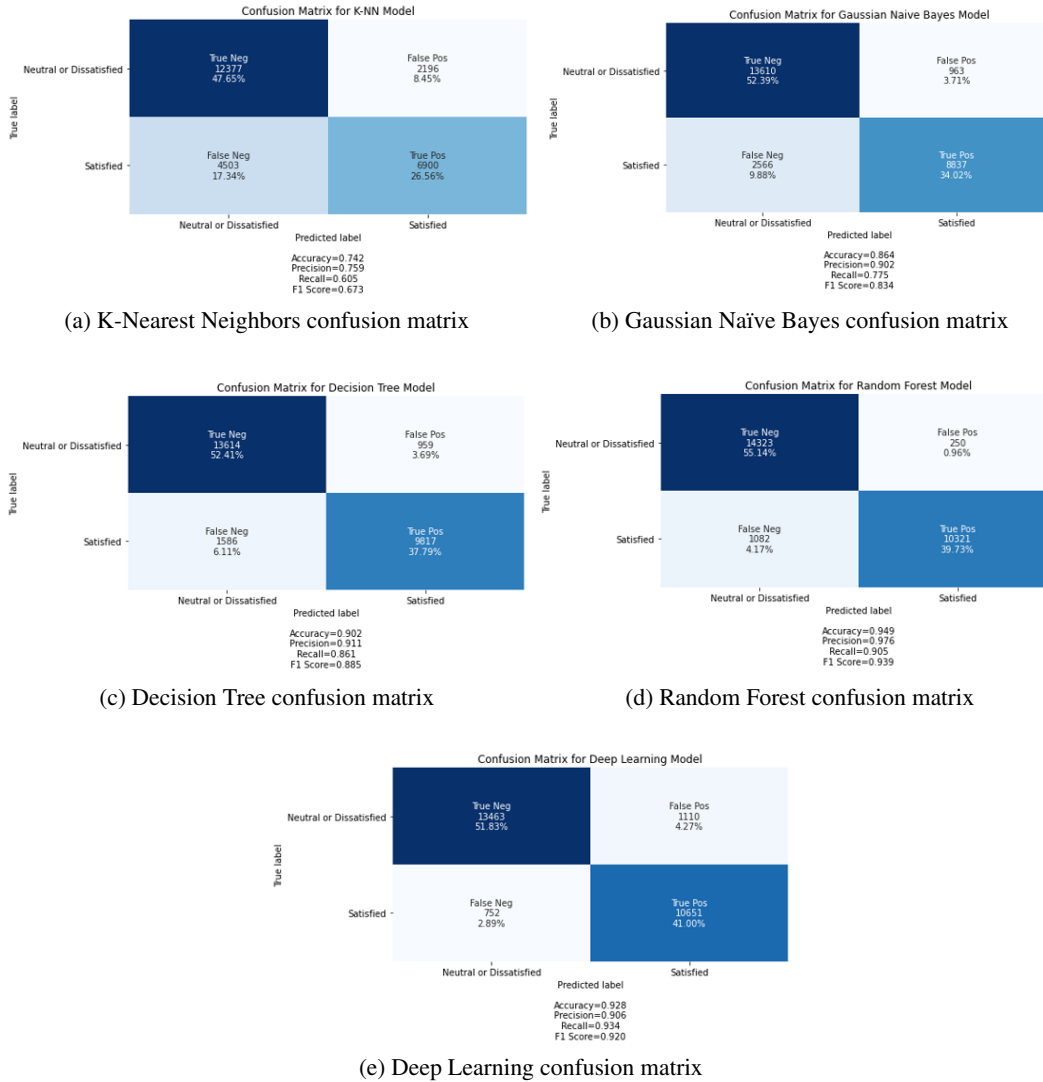 Confusion Matrix for K-NN Model
True label
Neutral or Dissatisfied
True Neg
12377
47.65%
False Pos
2196
8.45%
Satisfied
False Neg
4503
17.34%
True Pos
6900
26.56%
Neutral or Dissatisfied
Satisfied
Predicted label
Accuracy=0.742
Precision=0.759
Recall=0.605
F1 Score=0.673
(a) K-Nearest Neighbors confusion matrix
Confusion Matrix for Gaussian Naive Bayes Model
True label
Neutral or Dissatisfied
True Neg
13610
52.39%
False Pos
963
3.71%
Satisfied
False Neg
2566
9.88%
True Pos
8837
34.02%
Neutral or Dissatisfied
Satisfied
Predicted label
Accuracy=0.864
Precision=0.902
Recall=0.775
F1 Score=0.834
(b) Gaussian Naïve Bayes confusion matrix
Confusion Matrix for Decision Tree Model
True label
Neutral or Dissatisfied
True Neg
13614
52.41%
False Pos
959
3.69%
Satisfied
False Neg
1586
6.11%
True Pos
9817
37.79%
Neutral or Dissatisfied
Satisfied
Predicted label
Accuracy=0.902
Precision=0.911
Recall=0.861
F1 Score=0.885
(c) Decision Tree confusion matrix
Confusion Matrix for Random Forest Model
True label
Neutral or Dissatisfied
True Neg
14323
55.14%
False Pos
250
0.96%
Satisfied
False Neg
1082
4.17%
True Pos
10321
39.73%
Neutral or Dissatisfied
Satisfied
Predicted label
Accuracy=0.949
Precision=0.976
Recall=0.905
F1 Score=0.939
(d) Random Forest confusion matrix
Confusion Matrix for Deep Learning Model
True label
Neutral or Dissatisfied
True Neg
13463
51.83%
False Pos
1110
4.27%
Satisfied
False Neg
752
2.89%
True Pos
10651
41.00%
Neutral or Dissatisfied
Satisfied
Predicted label
Accuracy=0.928
Precision=0.906
Recall=0.934
F1 Score=0.920
(e) Deep Learning confusion matrix